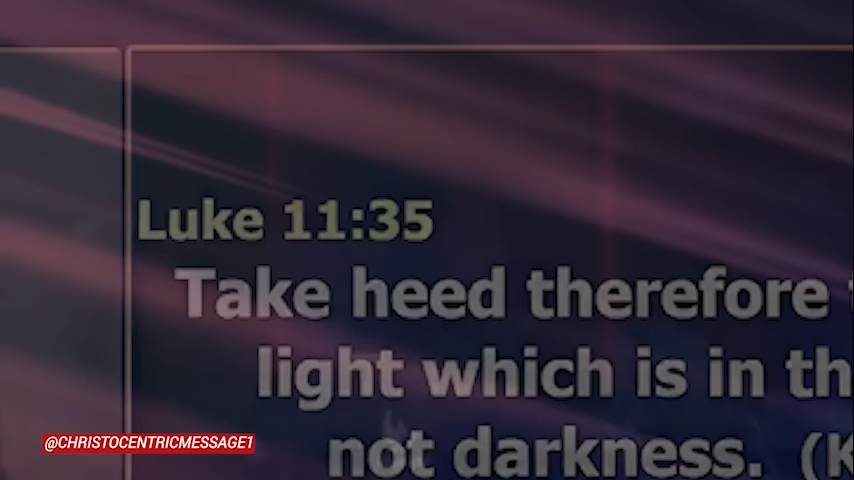 Luke 11:35
Take heed therefore
light which is in th
not darkness. (K
@CHRISTOCENTRICMESSAGE1